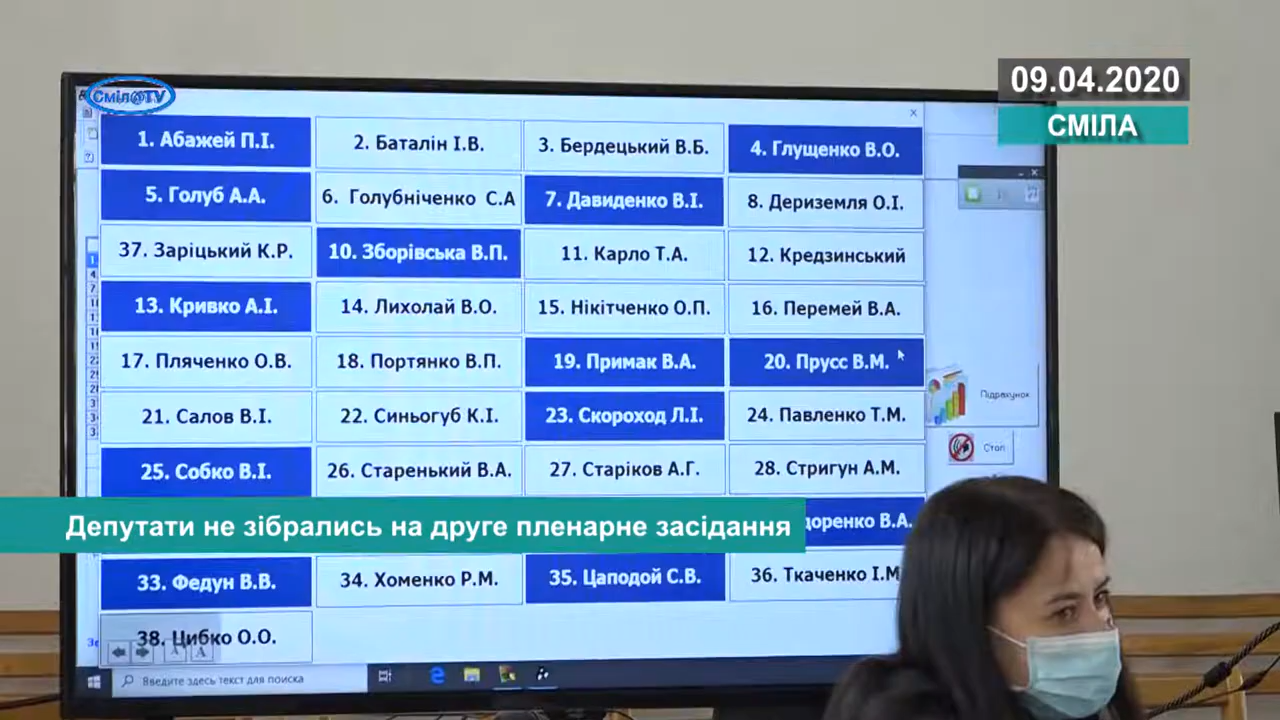 Сміл@TV
09.04.2020
СМІЛА
1. Абажей П.І.
2. Баталін І.В.
3. Бердецький В.Б.
4. Глущенко В.О.
5. Голуб А.А.
6. Голубніченко С.А
7. Давиденко В.І.
8. Дериземля О.І.
37. Заріцький К.Р.
10. Зборівська В.П.
11. Карло Т.А.
12. Кредзинський
13. Кривко А.І.
14. Лихолай В.О.
15. Нікітченко О.П.
16. Перемей В.А.
17. Пляченко О.В.
18. Портянко В.П.
19. Примак В.А.
20. Прусс В.М.
21. Салов В.І.
22. Синьогуб К.І.
23. Скороход Л.І.
24. Павленко Т.М.
25. Собко В.І.
26. Старенький В.А.
27. Старіков А.Г.
28. Стригун А.М.
доренко В.А.
33. Федун В.В.
34. Хоменко Р.М.
35. Цаподой С.В.
36. Ткаченко І.М
38. Цибко О.О.
Підрахунок
Стоп
Депутати не зібрались на друге пленарне засідання
Введите здесь текст для поиска